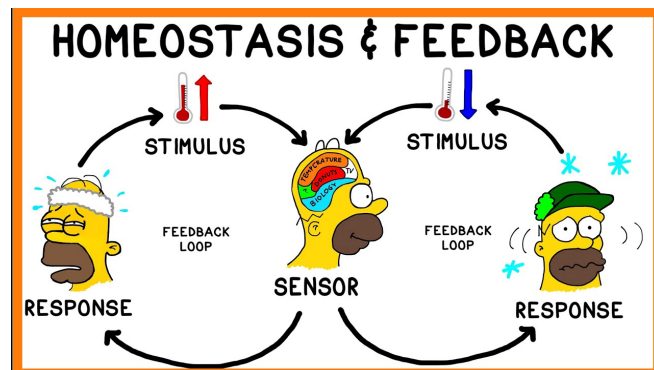 HOMEOSTASIS & FEEDBACK
STIMULUS
STIMULUS
TEMPERATURE
TV
DONUTS
?
BIOLOGY
FEEDBACK
LOOP
FEEDBACK
LOOP
SENSOR
RESPONSE
RESPONSE